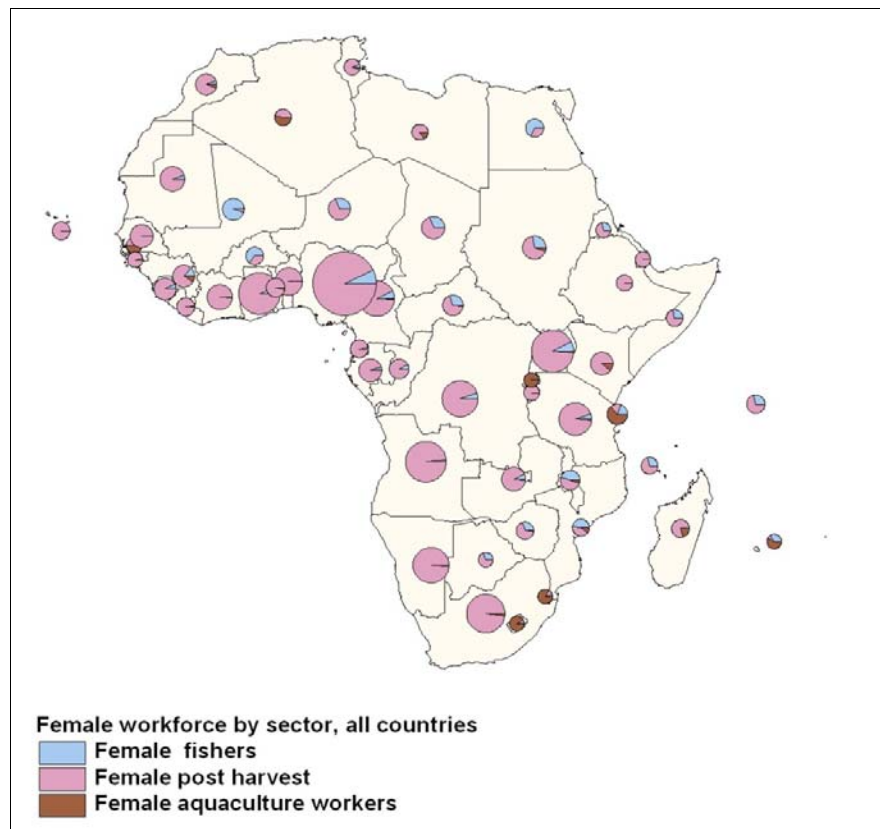 Female workforce by sector, all countries
Female fishers
Female post harvest
Female aquaculture workers